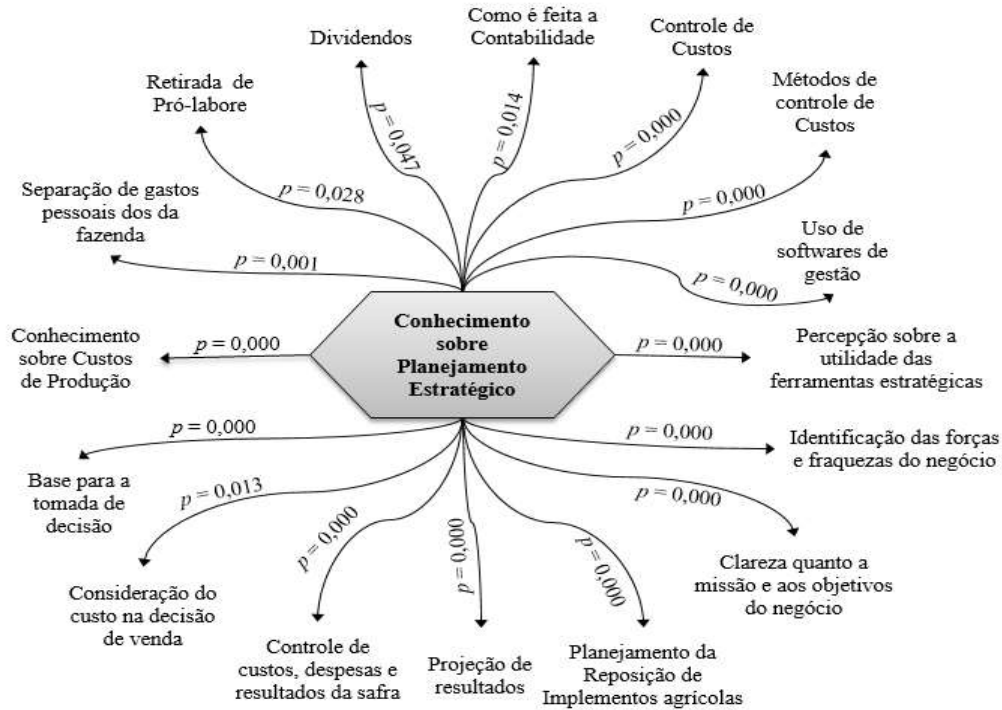 Dividendos
Como é feita a
Contabilidade
Controle de
Custos
Retirada de
Pró-labore
Métodos de
controle de
Custos
p = 0,047
p = 0,014
p = 0,000
p = 0,028
p = 0,000
Separação de gastos
pessoais dos da
fazenda
p = 0,001
Uso de
softwares de
gestão
p = 0,000
Conhecimento
sobre
Planejamento
Estratégico
Conhecimento
sobre Custos
de Produção
p = 0,000
p = 0,000
Percepção sobre a
utilidade das
ferramentas estratégicas
p = 0,000
Base para a
tomada de
decisão
p = 0,000
Identificação das forças
e fraquezas do negócio
p = 0,013
Consideração do
custo na decisão
de venda
p = 0,000
Controle de
custos, despesas e
resultados da safra
p = 0,000
Projeção de
resultados
p = 0,000
Planejamento da
Reposição de
Implementos agrícolas
p = 0,000
Clareza quanto a
missão e aos objetivos
do negócio